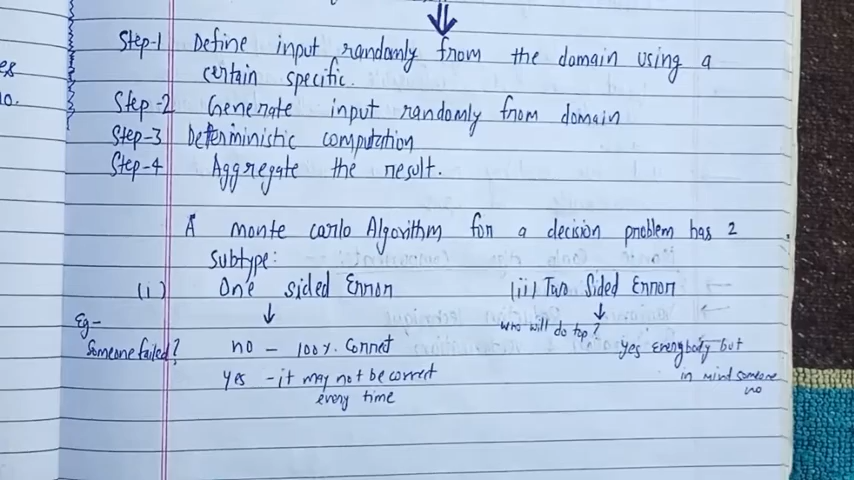 es
no.
Step-1 Define input randomly from the domain using a
certain specific.
Step-2 Generate input randomly from domain
Step-3 Deterministic computation
Step-4 Aggregate the result.
A monte carlo Algorithm for a decision problem has 2
subtype:
(i) One sided Error
(ii) Two Sided Error
Eg-
Someone failed?
no - 100%. Correct
yes - it may not be correct
every time
who will do top?
yes everybody but
in mind someone
no